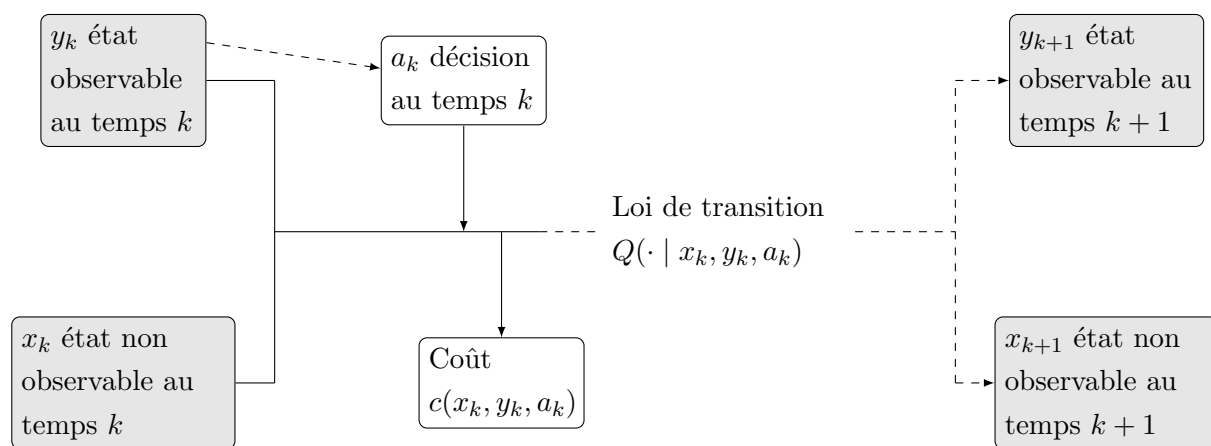 $y_k$ état
observable
au temps $k$
$a_k$ décision
au temps $k$
$y_{k+1}$ état
observable au
temps $k+1$
Loi de transition
$Q(\cdot \mid x_k, y_k, a_k)$
$x_k$ état non
observable au
temps $k$
Coût
$c(x_k, y_k, a_k)$
$x_{k+1}$ état non
observable au
temps $k+1$